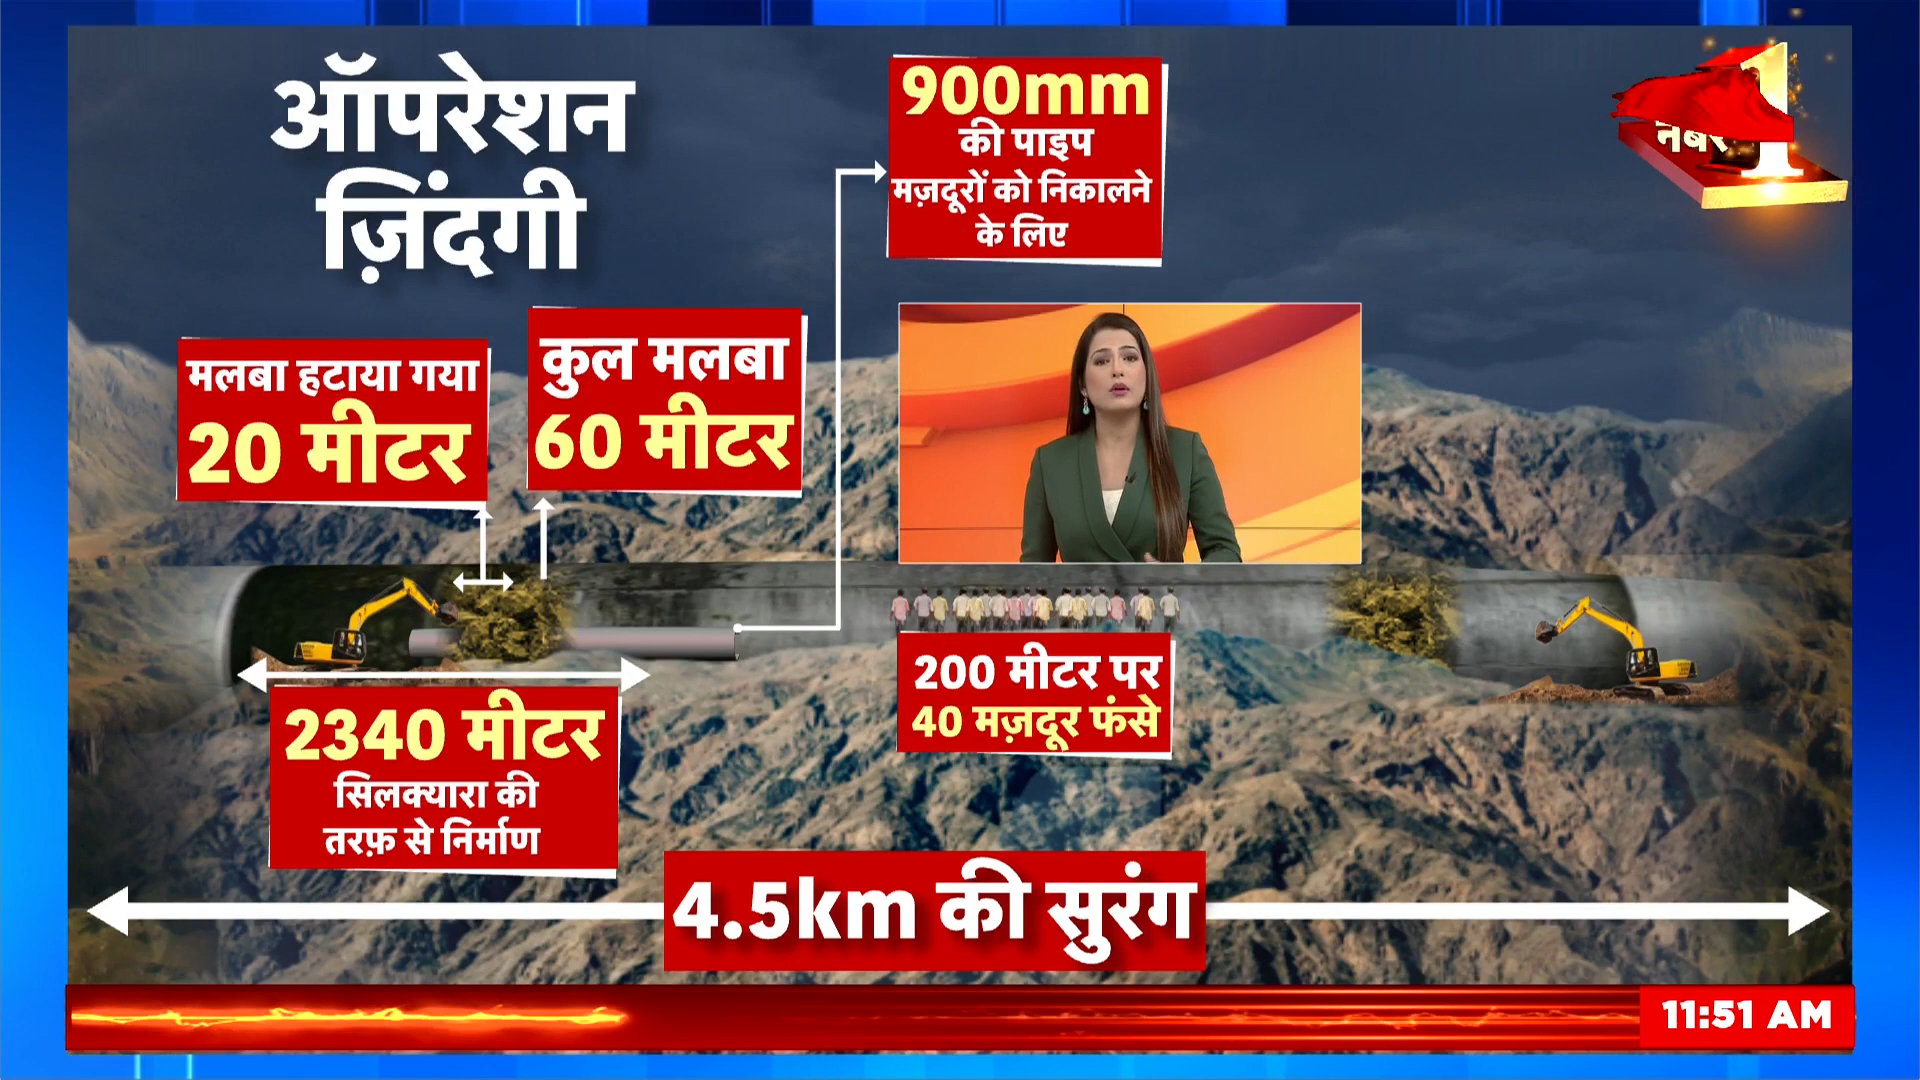 ऑपरेशन
ज़िंदगी
900mm
की पाइप
मज़दूरों को निकालने
के लिए
1
मलबा हटाया गया
20 मीटर
कुल मलबा
60 मीटर
200 मीटर पर
40 मज़दूर फंसे
2340 मीटर
सिलक्यारा की
तरफ़ से निर्माण
4.5km की सुरंग
11:51 AM